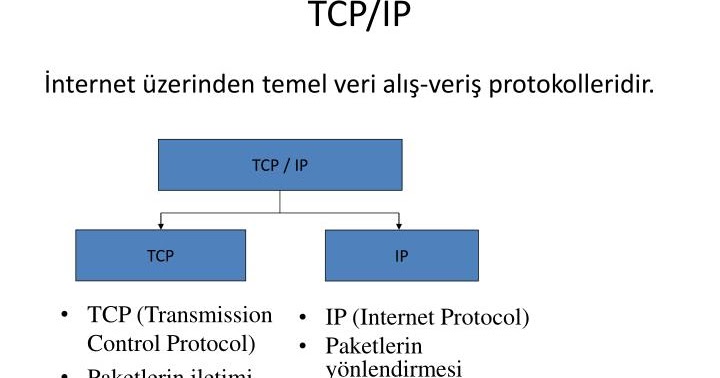 TCP/IP
İnternet üzerinden temel veri alış-veriş protokolleridir.
TCP / IP
TCP
IP
• TCP (Transmission
Control Protocol)
• Paketlerin iletimi
• IP (Internet Protocol)
• Paketlerin
yönlendirmesi